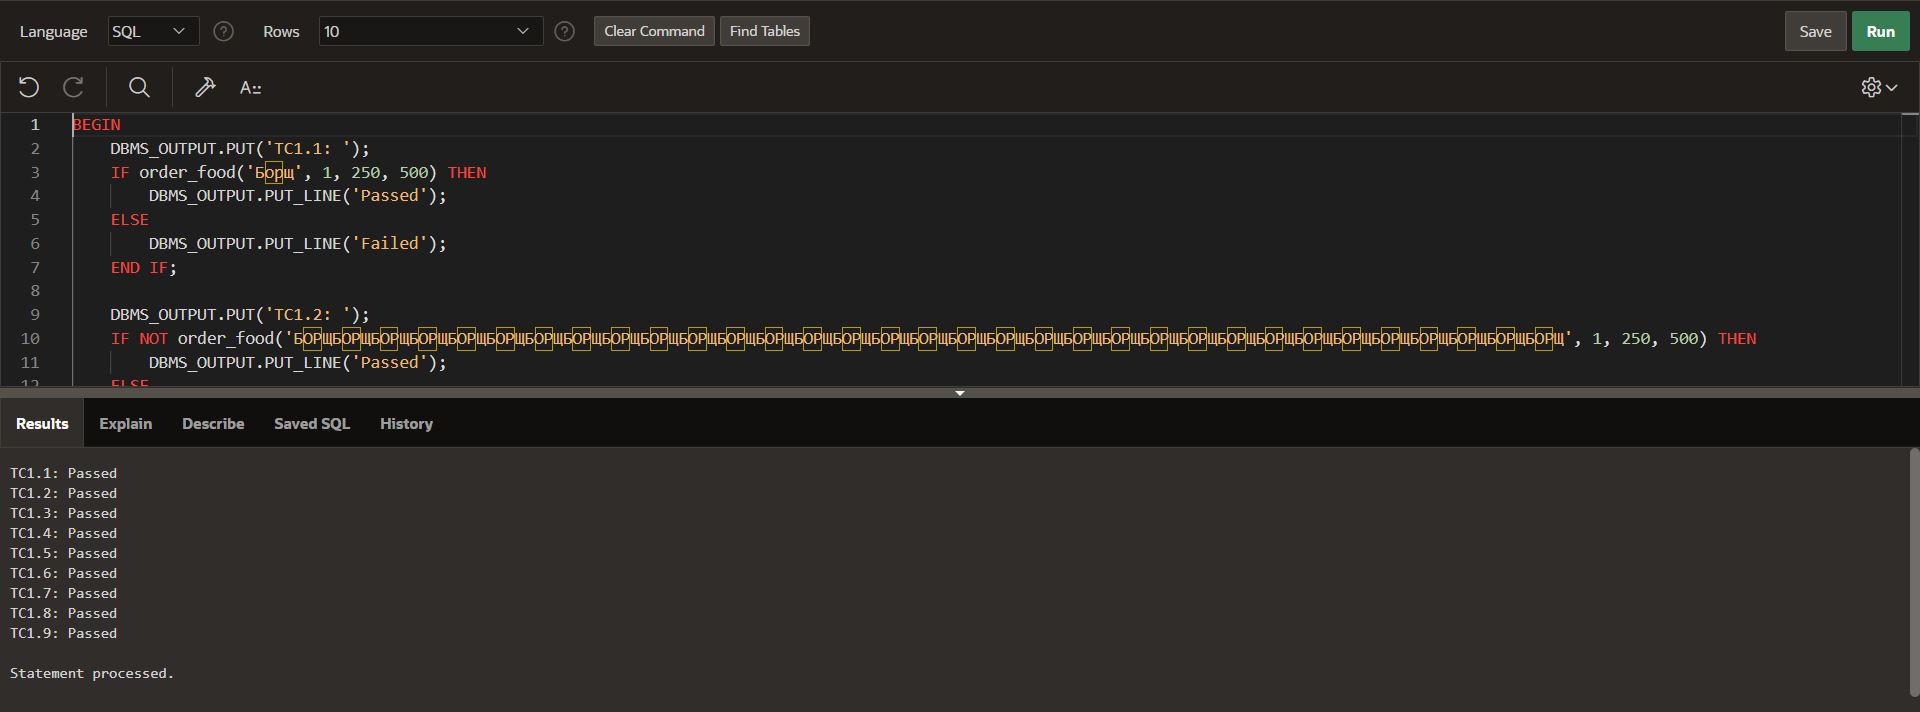 Language SQL ? Rows 10 ? Clear Command Find Tables Save Run
A
1 BEGIN
2 DBMS_OUTPUT.PUT('TC1.1: ');
3 IF order_food('Борщ', 1, 250, 500) THEN
4 DBMS_OUTPUT.PUT_LINE('Passed');
5 ELSE
6 DBMS_OUTPUT.PUT_LINE('Failed');
7 END IF;
8
9 DBMS_OUTPUT.PUT('TC1.2: ');
10 IF NOT order_food('БОРЩБОРЩБОРЩБОРЩБОРЩБОРЩБОРЩБОРЩБОРЩБОРЩБОРЩБОРЩБОРЩБОРЩБОРЩБОРЩБОРЩБОРЩБОРЩБОРЩБОРЩБОРЩБОРЩБОРЩБОРЩБОРЩБОРЩБОРЩБОРЩБОРЩБОРЩБОРЩБОРЩ', 1, 250, 500) THEN
11 DBMS_OUTPUT.PUT_LINE('Passed');
12 ELSE
Results Explain Describe Saved SQL History
TC1.1: Passed
TC1.2: Passed
TC1.3: Passed
TC1.4: Passed
TC1.5: Passed
TC1.6: Passed
TC1.7: Passed
TC1.8: Passed
TC1.9: Passed
Statement processed.